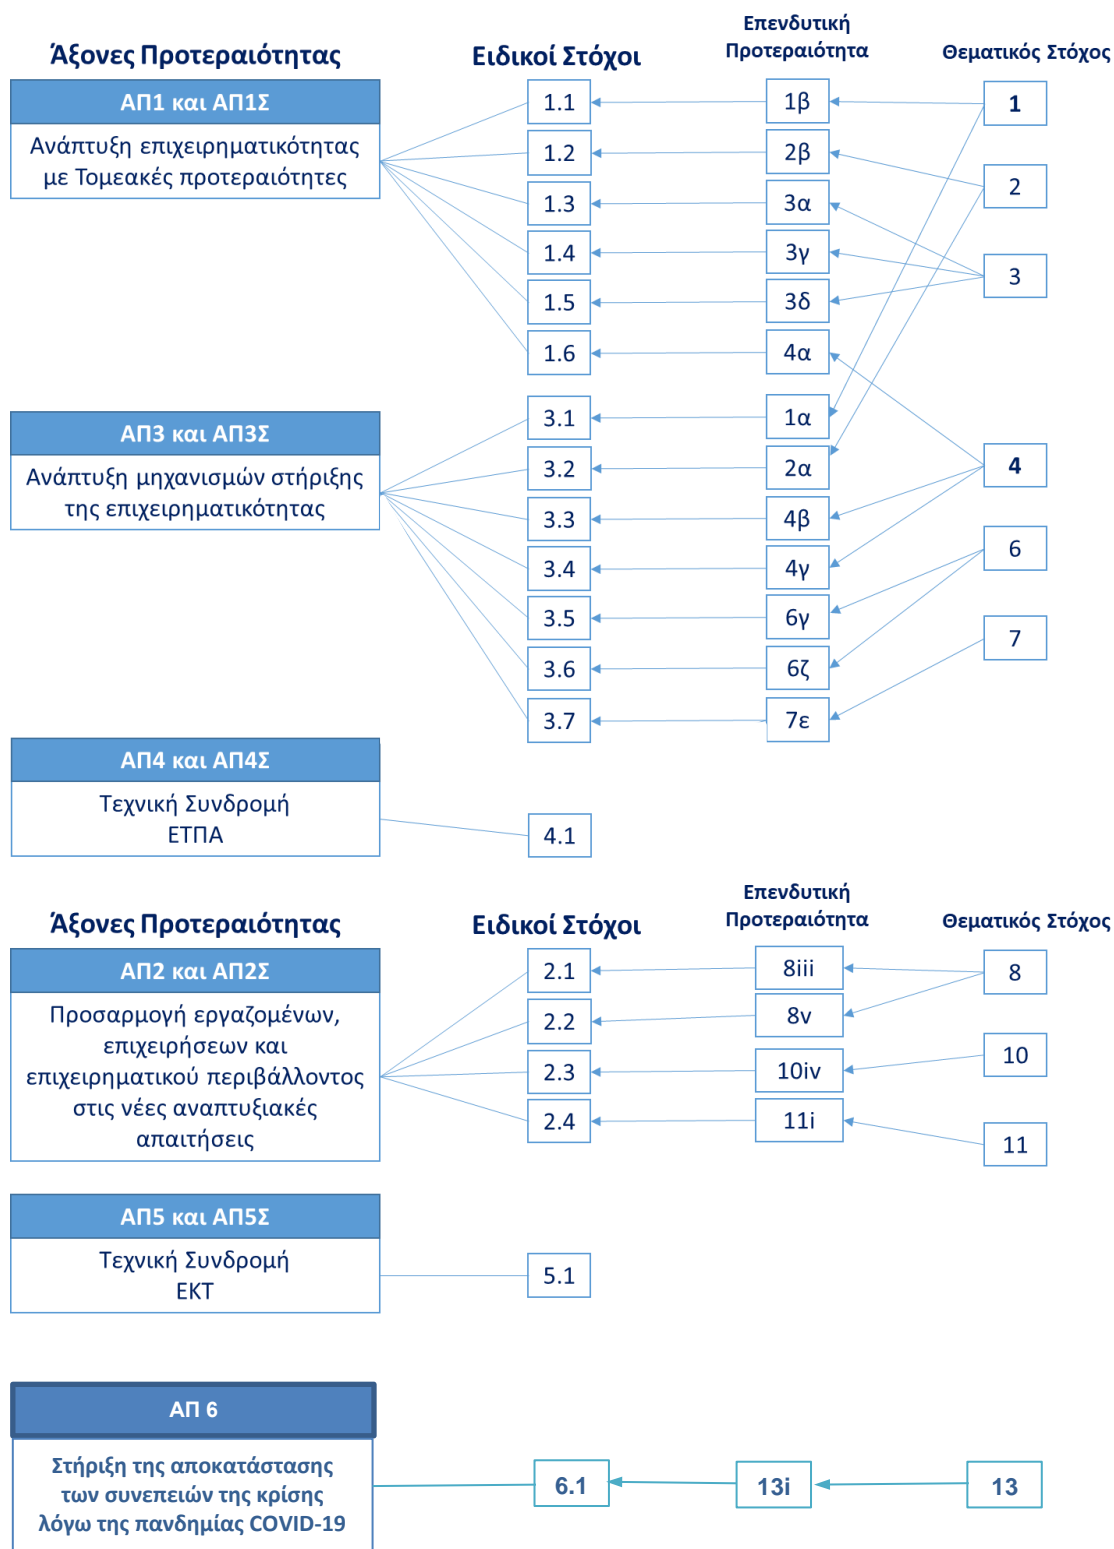 Άξονες Προτεραιότητας
Ειδικοί Στόχοι
Επενδυτική
Προτεραιότητα
Θεματικός Στόχος
ΑΠ1 και ΑΠ1Σ
Ανάπτυξη επιχειρηματικότητας
με Τομεακές προτεραιότητες
1.1
1β
1
1.2
2β
2
1.3
3α
1.4
3γ
3
1.5
3δ
1.6
4α
ΑΠ3 και ΑΠ3Σ
Ανάπτυξη μηχανισμών στήριξης
της επιχειρηματικότητας
3.1
1α
3.2
2α
4
3.3
4β
3.4
4γ
6
3.5
6γ
7
3.6
6ζ
3.7
7ε
ΑΠ4 και ΑΠ4Σ
Τεχνική Συνδρομή
ΕΤΠΑ
4.1
Άξονες Προτεραιότητας
Ειδικοί Στόχοι
Επενδυτική
Προτεραιότητα
Θεματικός Στόχος
ΑΠ2 και ΑΠ2Σ
Προσαρμογή εργαζομένων,
επιχειρήσεων και
επιχειρηματικού περιβάλλοντος
στις νέες αναπτυξιακές
απαιτήσεις
2.1
8iii
8
2.2
8v
2.3
10iv
10
2.4
11i
11
ΑΠ5 και ΑΠ5Σ
Τεχνική Συνδρομή
ΕΚΤ
5.1
ΑΠ 6
Στήριξη της αποκατάστασης
των συνεπειών της κρίσης
λόγω της πανδημίας COVID-19
6.1
13i
13